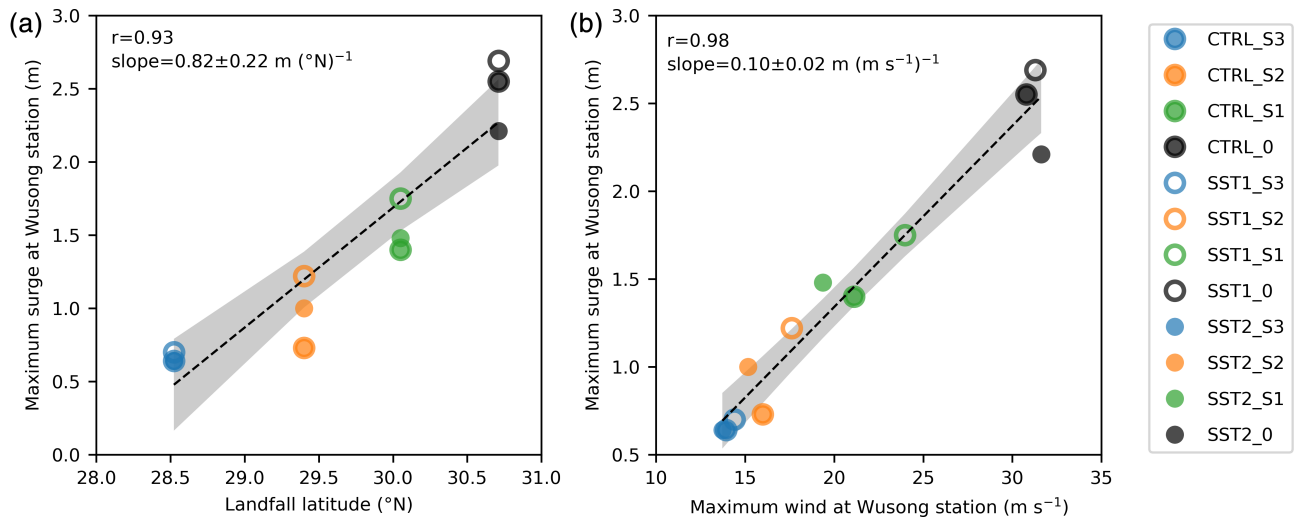 (a)
r=0.93
slope=0.82±0.22 m (°N)⁻¹
Maximum surge at Wusong station (m)
3.0
2.5
2.0
1.5
1.0
0.5
0.0
28.0 28.5 29.0 29.5 30.0 30.5 31.0
Landfall latitude (°N)
(b)
r=0.98
slope=0.10±0.02 m (m s⁻¹)⁻¹
Maximum surge at Wusong station (m)
3.0
2.5
2.0
1.5
1.0
0.5
10 15 20 25 30 35
Maximum wind at Wusong station (m s⁻¹)
CTRL_S3
CTRL_S2
CTRL_S1
CTRL_0
SST1_S3
SST1_S2
SST1_S1
SST1_0
SST2_S3
SST2_S2
SST2_S1
SST2_0